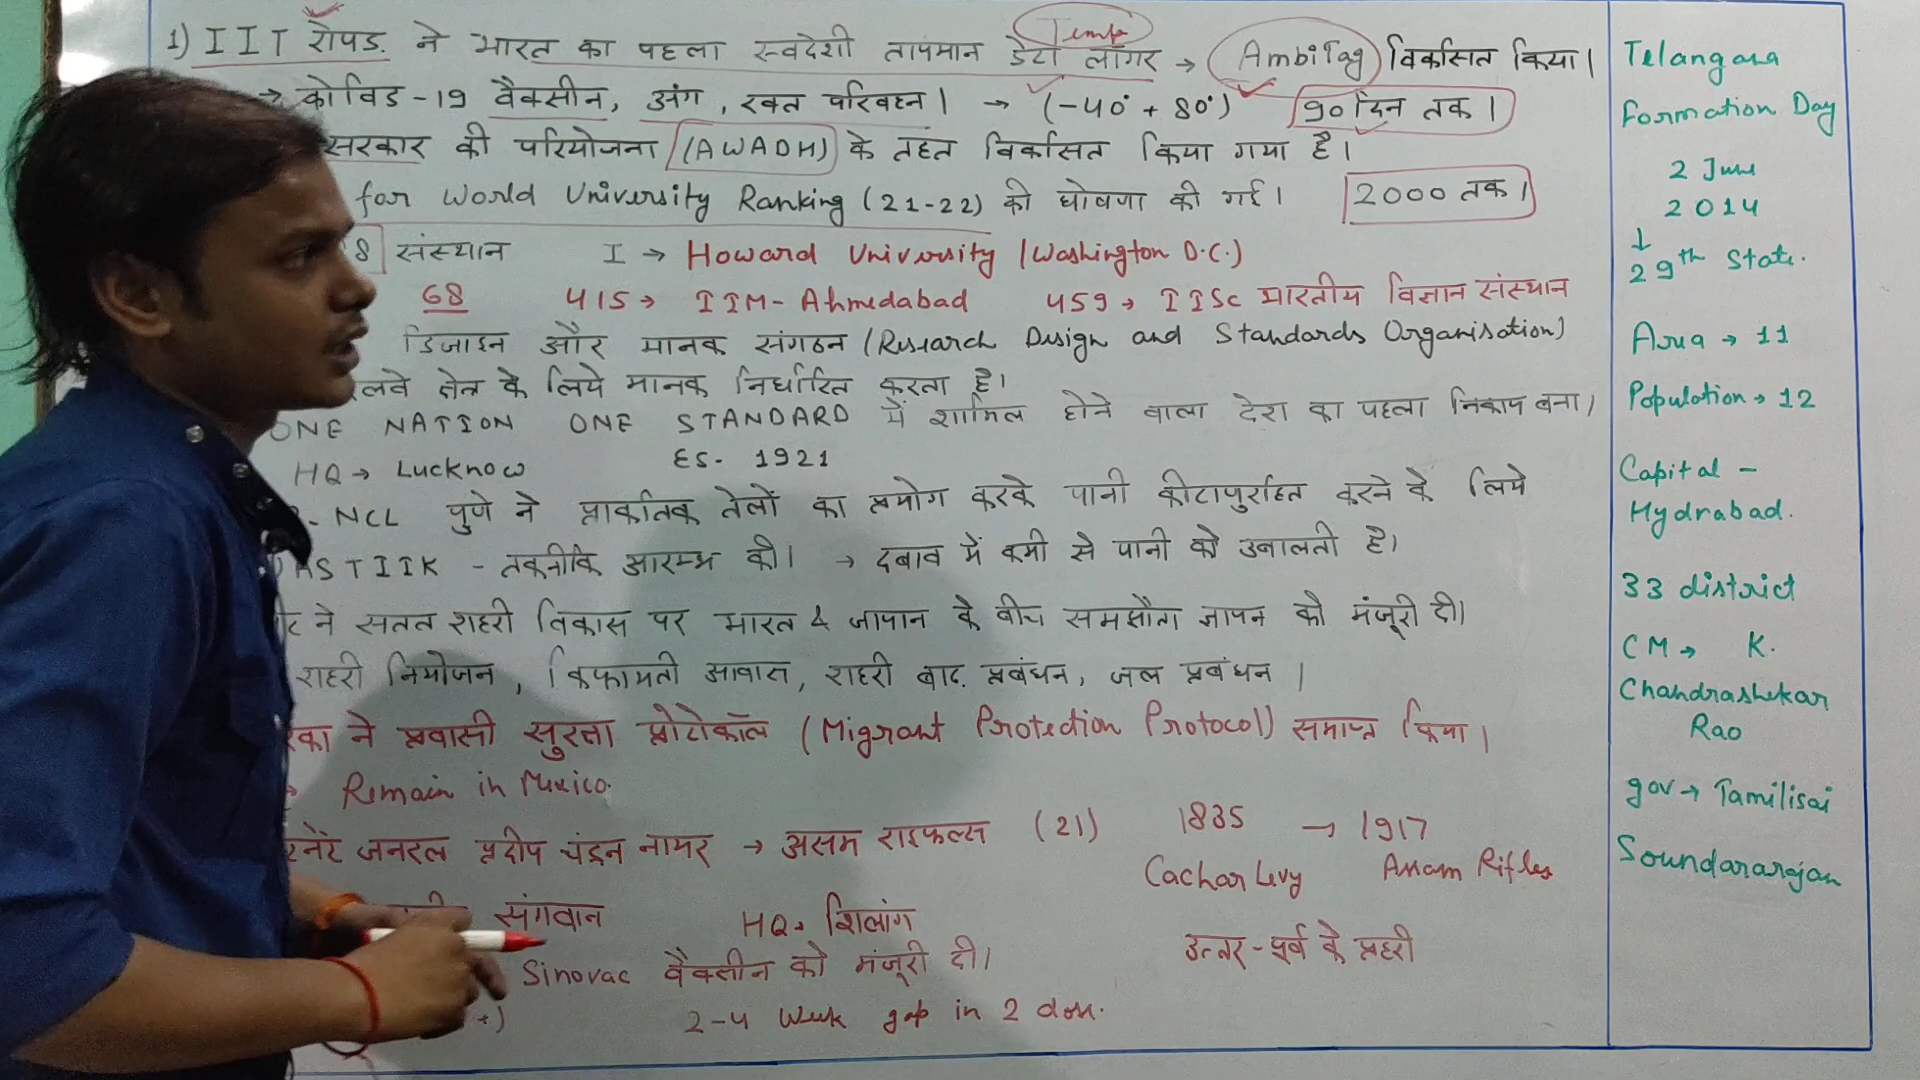 Temp
1) IIT रोपड. ने भारत का पहला स्वदेशी तापमान डेटा लॉगर → AmbiTag विकसित किया।
→ कोविड-19 वैक्सीन, अंग, रक्त परिवहन। → (-40° + 80°) 90 दिन तक।
सरकार की परियोजना (AWADH) के तहत विकसित किया गया है।
for World University Ranking (21-22) की घोषणा की गई। 2000 तक।
8 संस्थान I → Howard University (Washington D.C.)
68 415 → IIM-Ahmedabad 459 → IISc भारतीय विज्ञान संस्थान
डिजाइन और मानक संगठन (Research Design and Standards Organisation)
रेलवे क्षेत्र के लिये मानक निर्धारित करता है।
ONE NATION ONE STANDARD में शामिल होने वाला देश का पहला निकाय बना।
HQ → Lucknow ES- 1921
-NCL पुणे ने प्राकृतिक तेलों का प्रयोग करके पानी कीटाणुरहित करने के लिये
ASTIIK - तकनीकि आरम्भ की। → दबाव में कमी से पानी को उबालती है।
ने सतत शहरी विकास पर भारत & जापान के बीच समझौता ज्ञापन को मंजूरी दी।
शहरी नियोजन, किफायती आवास, शहरी बाढ़ प्रबंधन, जल प्रबंधन।
का ने प्रवासी सुरक्षा प्रोटोकॉल (Migrant Protection Protocol) समाप्त किया।
Remain in Mexico.
जनरल प्रदीप चंद्रन नायर → असम राइफल्स (21) 1835 → 1917
Cachar Levy Assam Rifles
संगवान HQ → शिलांग
उत्तर-पूर्व के प्रहरी
Sinovac वैक्सीन को मंजूरी दी।
2-4 Week gap in 2 dose.
Telangana
Formation Day
2 June
2014
↓
29th State.
Area → 11
Population → 12
Capital -
Hydrabad.
33 district
CM → K.
Chandrashekar
Rao
gov → Tamilisai
Soundararajan